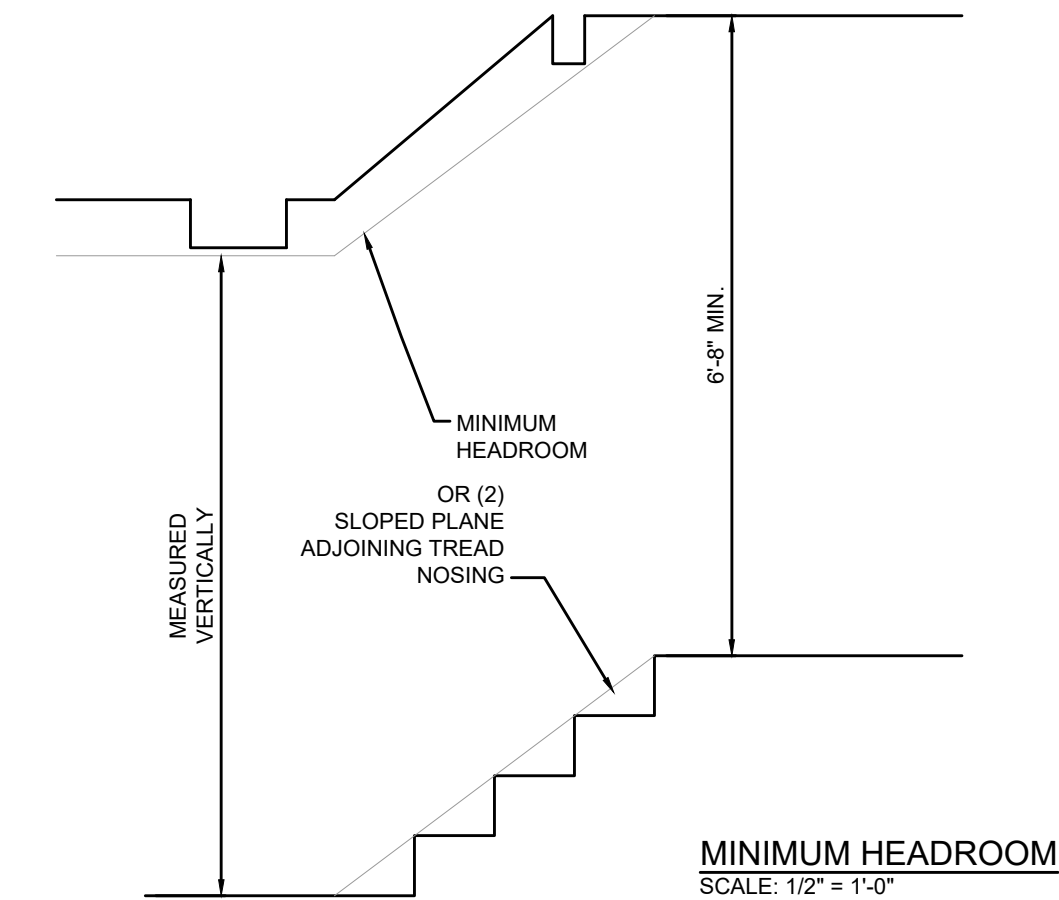 6'-8" MIN.
MINIMUM
HEADROOM
OR (2)
SLOPED PLANE
ADJOINING TREAD
NOSING
MEASURED
VERTICALLY
MINIMUM HEADROOM
SCALE: 1/2" = 1'-0"